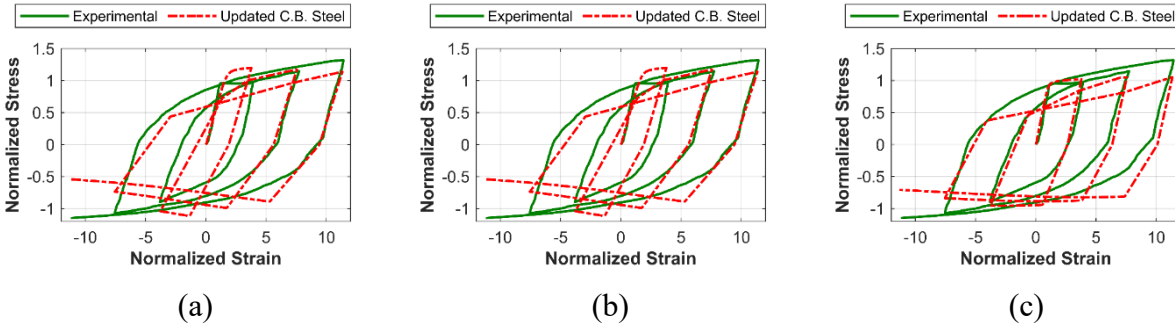 Experimental Updated C.B. Steel
1.5
1
0.5
0
-0.5
-1
Normalized Stress
-10 -5 0 5 10
Normalized Strain
(a)
Experimental Updated C.B. Steel
1.5
1
0.5
0
-0.5
-1
Normalized Stress
-10 -5 0 5 10
Normalized Strain
(b)
Experimental Updated C.B. Steel
1.5
1
0.5
0
-0.5
-1
Normalized Stress
-10 -5 0 5 10
Normalized Strain
(c)